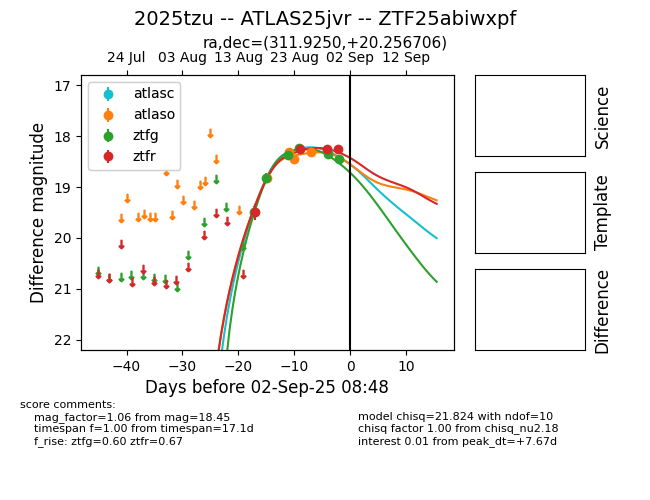 2025tzu -- ATLAS25jvr -- ZTF25abiwxpf
ra,dec=(311.9250,+20.256706)
24 Jul 03 Aug 13 Aug 23 Aug 02 Sep 12 Sep
atlasc
atlaso
ztfg
ztfr
17
18
19
20
21
22
Difference magnitude
−40 −30 −20 −10 0 10
Days before 02-Sep-25 08:48
Science
Template
Difference
score comments:
mag_factor=1.06 from mag=18.45
timespan f=1.00 from timespan=17.1d
f_rise: ztfg=0.60 ztfr=0.67
model chisq=21.824 with ndof=10
chisq factor 1.00 from chisq_nu2.18
interest 0.01 from peak_dt=+7.67d